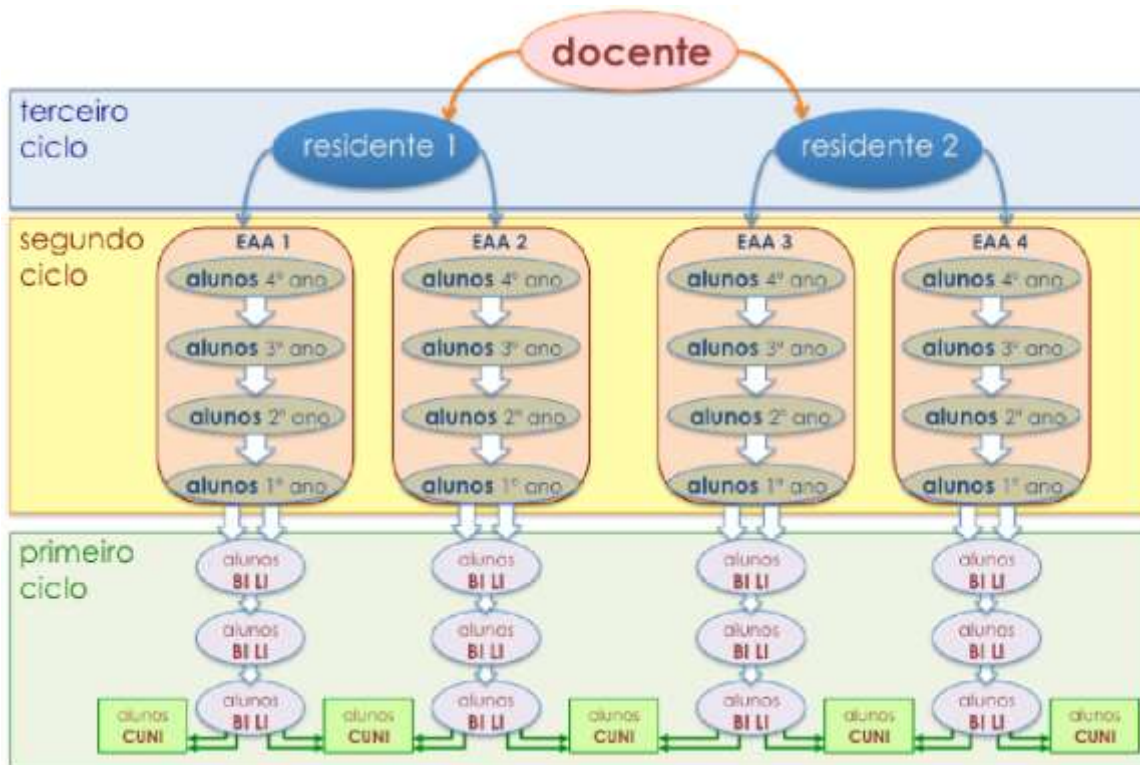 docente
terceiro
ciclo
residente 1
residente 2
segundo
ciclo
EAA 1
EAA 2
EAA 3
EAA 4
alunos 4º ano
alunos 4º ano
alunos 4º ano
alunos 4º ano
alunos 3º ano
alunos 3º ano
alunos 3º ano
alunos 3º ano
alunos 2º ano
alunos 2º ano
alunos 2º ano
alunos 2º ano
alunos 1º ano
alunos 1º ano
alunos 1º ano
alunos 1º ano
primeiro
ciclo
alunos
BI LI
alunos
BI LI
alunos
BI LI
alunos
BI LI
alunos
BI LI
alunos
BI LI
alunos
BI LI
alunos
BI LI
alunos
CUNI
alunos
BI LI
alunos
CUNI
alunos
BI LI
alunos
CUNI
alunos
BI LI
alunos
CUNI
alunos
BI LI
alunos
CUNI